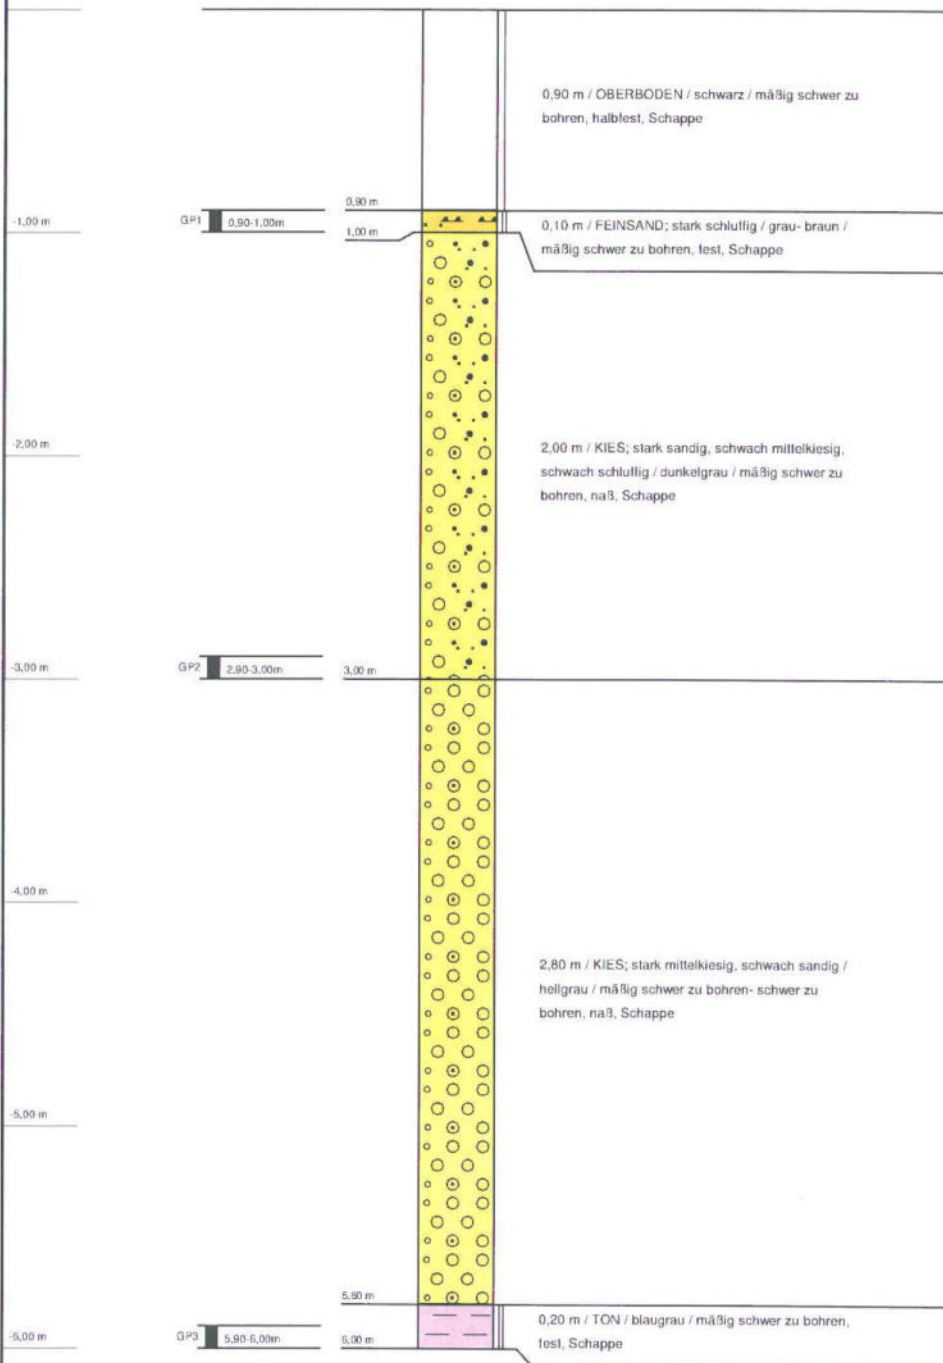 0,90 m / OBERBODEN / schwarz / mäßig schwer zu
bohren, halbfest, Schappe
0,90 m
-1,00 m
GP1
0,90-1,00m
1,00 m
0,10 m / FEINSAND; stark schluffig / grau- braun /
mäßig schwer zu bohren, fest, Schappe
-2,00 m
2,00 m / KIES; stark sandig, schwach mittelkiesig,
schwach schluffig / dunkelgrau / mäßig schwer zu
bohren, naß, Schappe
-3,00 m
GP2
2,90-3,00m
3,00 m
-4,00 m
2,80 m / KIES; stark mittelkiesig, schwach sandig /
hellgrau / mäßig schwer zu bohren- schwer zu
bohren, naß, Schappe
-5,00 m
5,80 m
-6,00 m
GP3
5,90-6,00m
6,00 m
0,20 m / TON / blaugrau / mäßig schwer zu bohren,
fest, Schappe